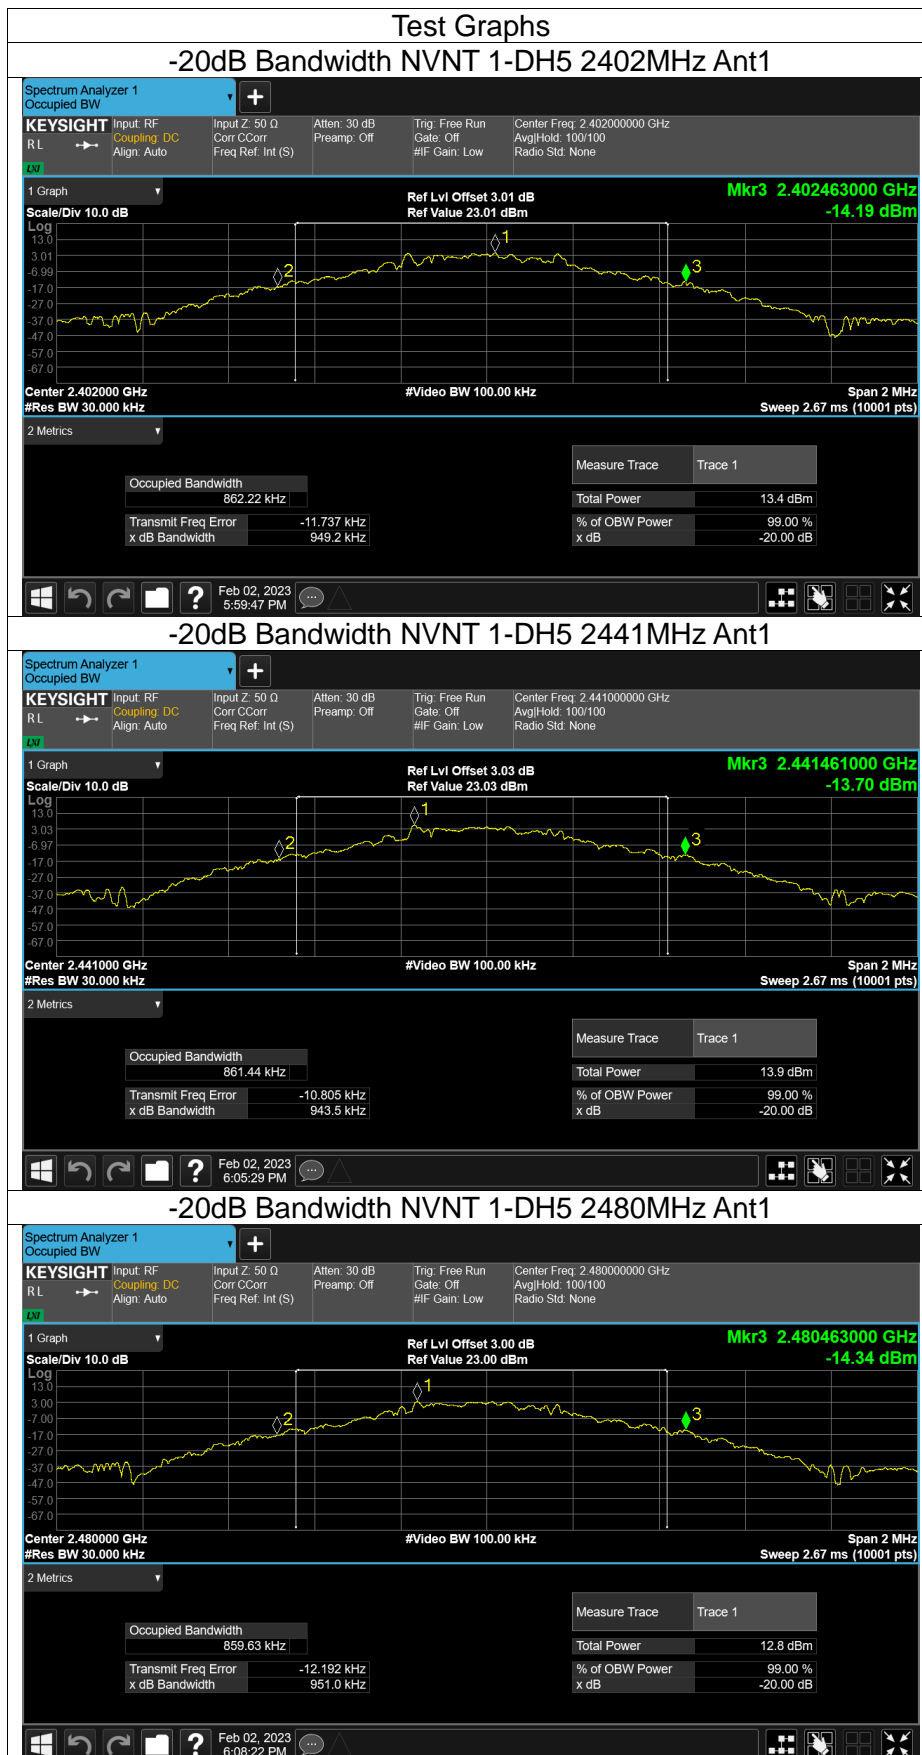 Test Graphs
-20dB Bandwidth NVNT 1-DH5 2402MHz Ant1
Spectrum Analyzer 1
Occupied BW
+
KEYSIGHT Input: RF Input Z: 50 Ω Atten: 30 dB Trig: Free Run Center Freq: 2.402000000 GHz
RL Coupling: DC Corr CCorr Preamp: Off Gate: Off Avg|Hold: 100/100
Align: Auto Freq Ref: Int (S) #IF Gain: Low Radio Std: None
LXI
1 Graph Ref Lvl Offset 3.01 dB Mkr3 2.402463000 GHz
Scale/Div 10.0 dB Ref Value 23.01 dBm -14.19 dBm
Log
13.0
3.01
-6.99
-17.0
-27.0
-37.0
-47.0
-57.0
-67.0
1
2
3
Center 2.402000 GHz #Video BW 100.00 kHz Span 2 MHz
#Res BW 30.000 kHz Sweep 2.67 ms (10001 pts)
2 Metrics
Measure Trace Trace 1
Occupied Bandwidth
862.22 kHz Total Power 13.4 dBm
Transmit Freq Error -11.737 kHz % of OBW Power 99.00 %
x dB Bandwidth 949.2 kHz x dB -20.00 dB
? Feb 02, 2023
5:59:47 PM
-20dB Bandwidth NVNT 1-DH5 2441MHz Ant1
Spectrum Analyzer 1
Occupied BW
+
KEYSIGHT Input: RF Input Z: 50 Ω Atten: 30 dB Trig: Free Run Center Freq: 2.441000000 GHz
RL Coupling: DC Corr CCorr Preamp: Off Gate: Off Avg|Hold: 100/100
Align: Auto Freq Ref: Int (S) #IF Gain: Low Radio Std: None
LXI
1 Graph Ref Lvl Offset 3.03 dB Mkr3 2.441461000 GHz
Scale/Div 10.0 dB Ref Value 23.03 dBm -13.70 dBm
Log
13.0
3.03
-6.97
-17.0
-27.0
-37.0
-47.0
-57.0
-67.0
1
2
3
Center 2.441000 GHz #Video BW 100.00 kHz Span 2 MHz
#Res BW 30.000 kHz Sweep 2.67 ms (10001 pts)
2 Metrics
Measure Trace Trace 1
Occupied Bandwidth
861.44 kHz Total Power 13.9 dBm
Transmit Freq Error -10.805 kHz % of OBW Power 99.00 %
x dB Bandwidth 943.5 kHz x dB -20.00 dB
? Feb 02, 2023
6:05:29 PM
-20dB Bandwidth NVNT 1-DH5 2480MHz Ant1
Spectrum Analyzer 1
Occupied BW
+
KEYSIGHT Input: RF Input Z: 50 Ω Atten: 30 dB Trig: Free Run Center Freq: 2.480000000 GHz
RL Coupling: DC Corr CCorr Preamp: Off Gate: Off Avg|Hold: 100/100
Align: Auto Freq Ref: Int (S) #IF Gain: Low Radio Std: None
LXI
1 Graph Ref Lvl Offset 3.00 dB Mkr3 2.480463000 GHz
Scale/Div 10.0 dB Ref Value 23.00 dBm -14.34 dBm
Log
13.0
3.00
-7.00
-17.0
-27.0
-37.0
-47.0
-57.0
-67.0
1
2
3
Center 2.480000 GHz #Video BW 100.00 kHz Span 2 MHz
#Res BW 30.000 kHz Sweep 2.67 ms (10001 pts)
2 Metrics
Measure Trace Trace 1
Occupied Bandwidth
859.63 kHz Total Power 12.8 dBm
Transmit Freq Error -12.192 kHz % of OBW Power 99.00 %
x dB Bandwidth 951.0 kHz x dB -20.00 dB
? Feb 02, 2023
6:08:22 PM